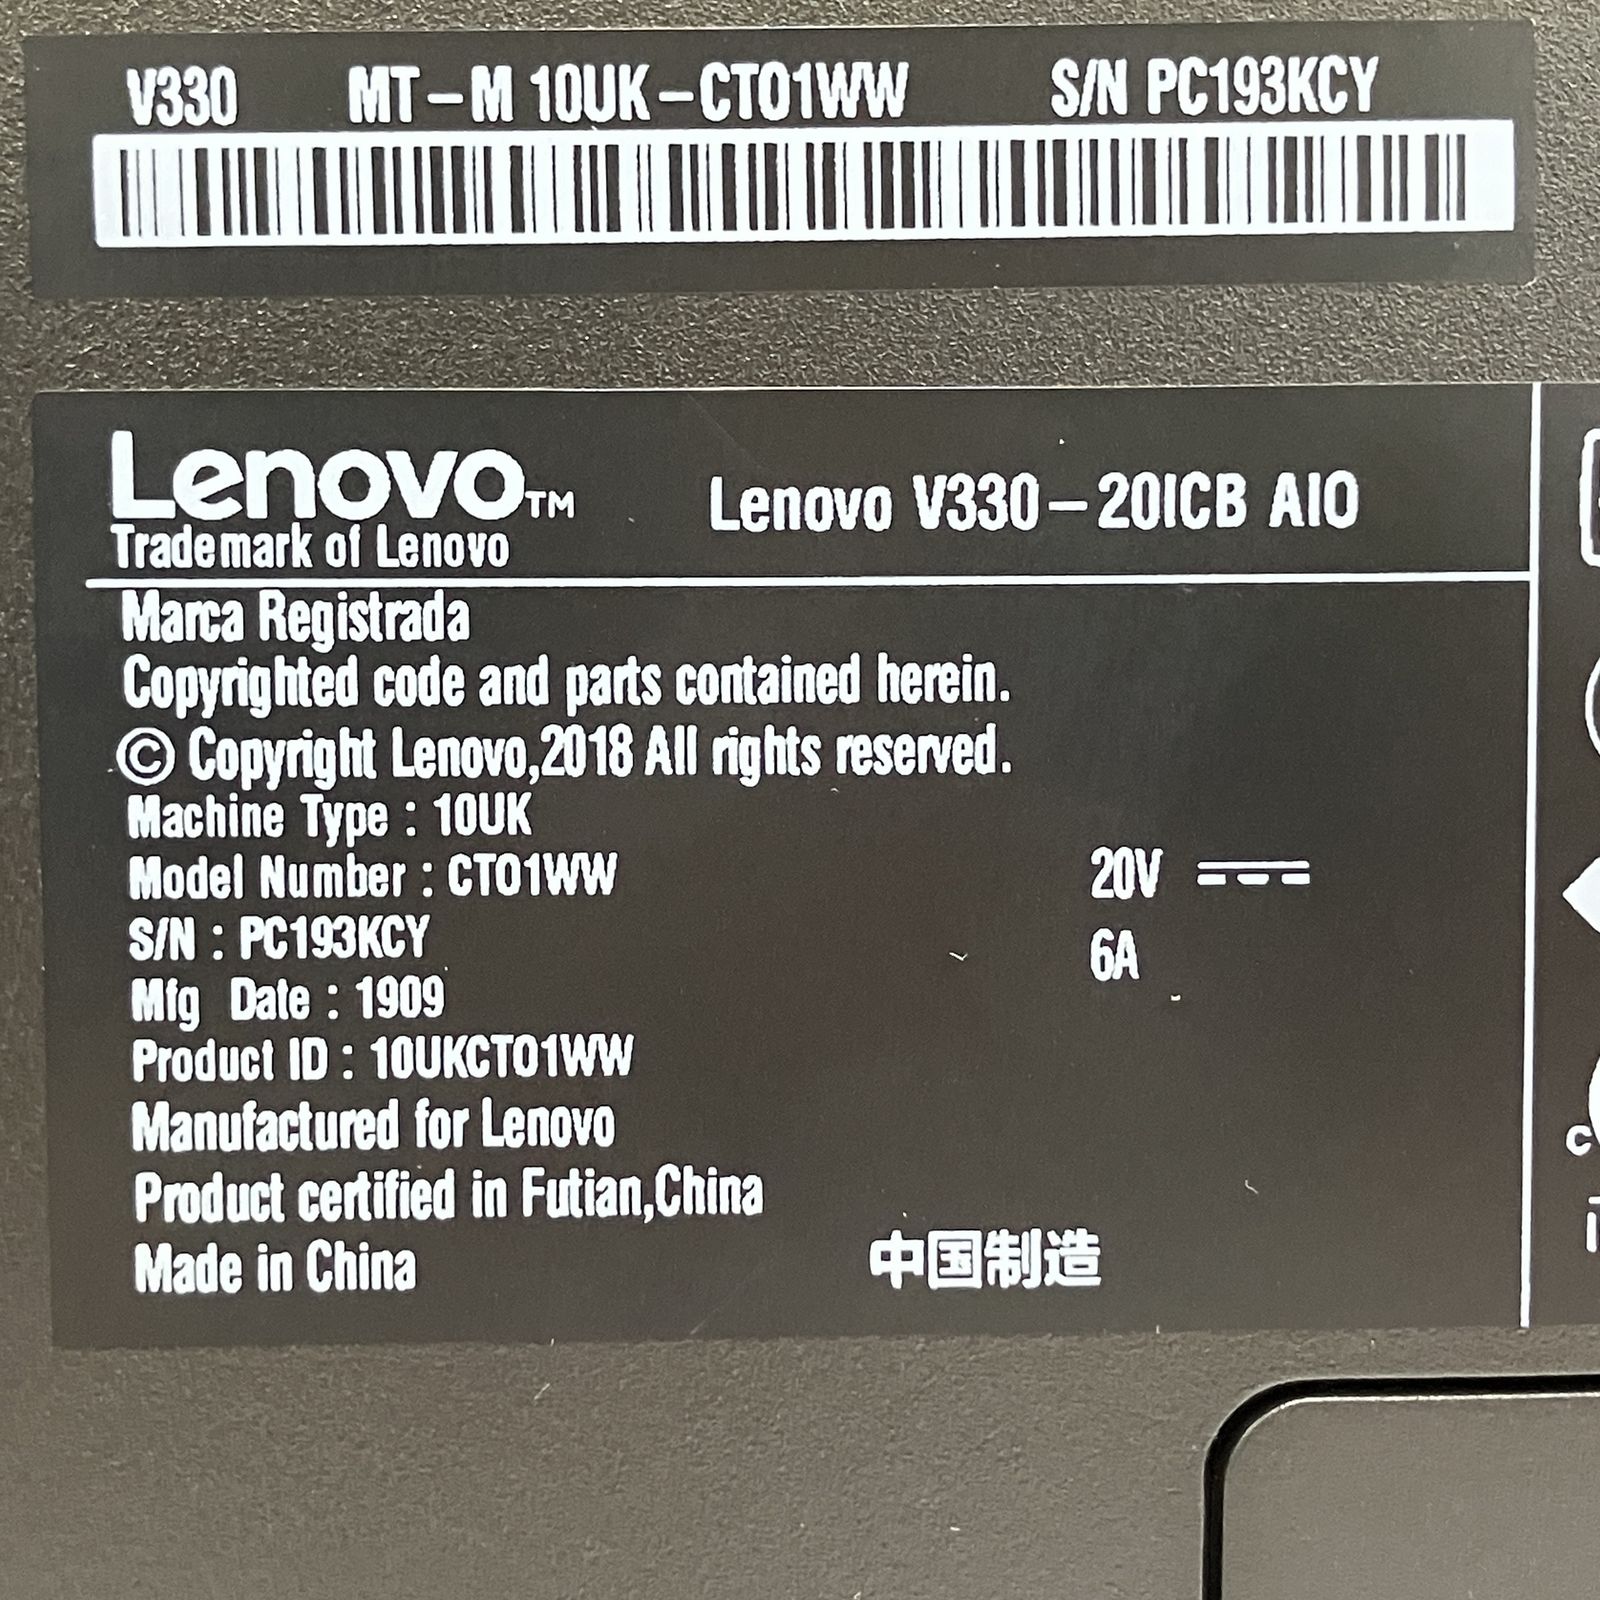 V330 MT-M 10UK-CTO1WW S/N PC193KCY
Lenovo™ Lenovo V330-20ICB AIO
Trademark of Lenovo
Marca Registrada
Copyrighted code and parts contained herein.
© Copyright Lenovo,2018 All rights reserved.
Machine Type : 10UK
Model Number : CTO1WW 20V
S/N : PC193KCY 6A
Mfg Date : 1909
Product ID : 10UKCTO1WW
Manufactured for Lenovo
Product certified in Futian,China
Made in China 中国制造